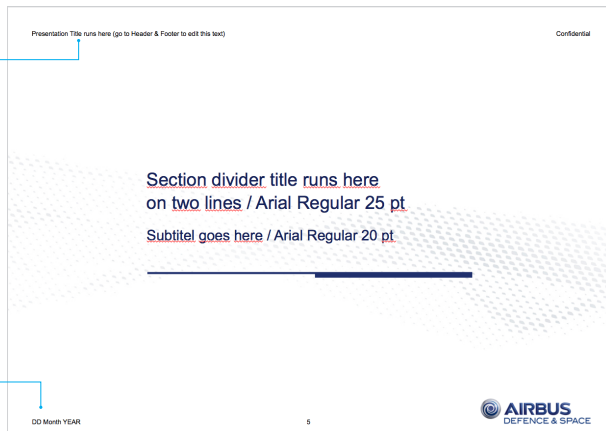 Presentation Title runs here (go to Header & Footer to edit this text)
Confidential
Section divider title runs here
on two lines / Arial Regular 25 pt
Subtitel goes here / Arial Regular 20 pt
DD Month YEAR
5
AIRBUS
DEFENCE & SPACE